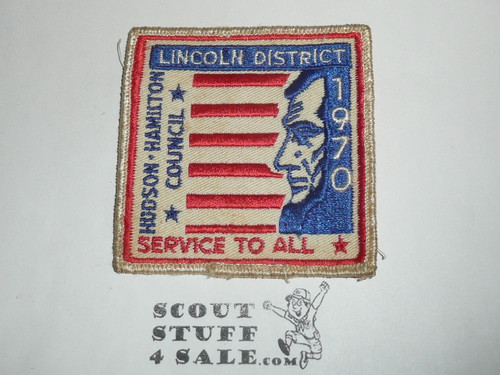 LINCOLN DISTRICT
1970
HUDSON · HAMILTON
COUNCIL
SERVICE TO ALL
SCOUT
STUFF
4 SALE.COM